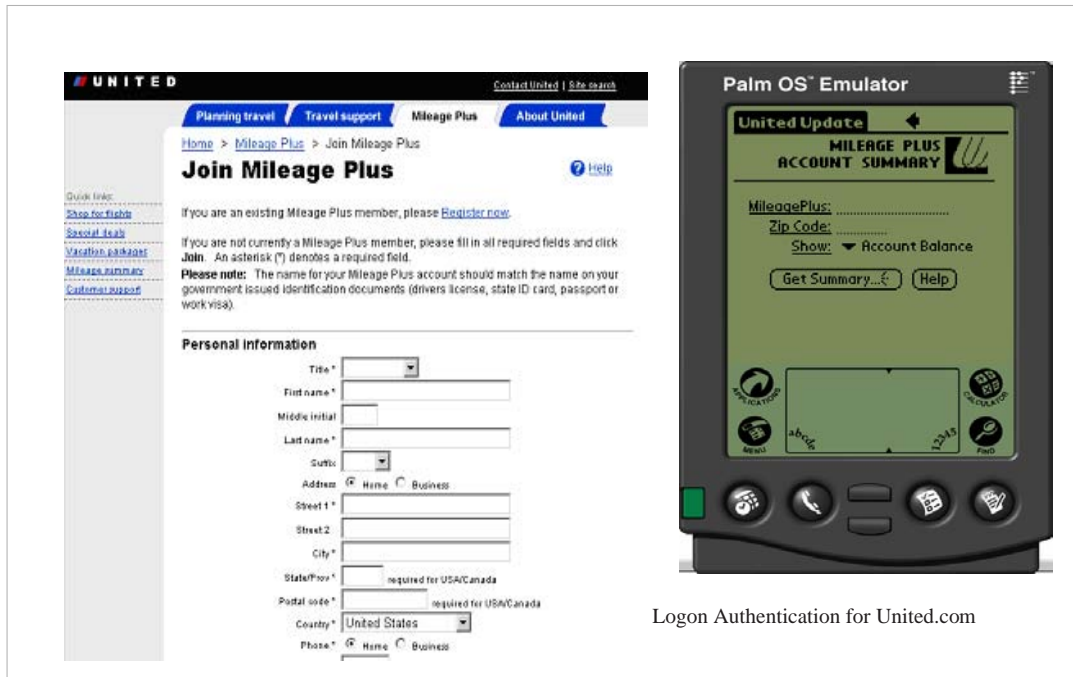 UNITED
Contact United | Site search
Planning travel
Travel support
Mileage Plus
About United
Home > Mileage Plus > Join Mileage Plus
Join Mileage Plus
Help
Quick links:
Shop for flights
Special deals
Vacation packages
Mileage summary
Customer support
If you are an existing Mileage Plus member, please Register now.
If you are not currently a Mileage Plus member, please fill in all required fields and click
Join. An asterisk (*) denotes a required field.
Please note: The name for your Mileage Plus account should match the name on your
government issued identification documents (drivers license, state ID card, passport or
work visa).
Personal information
Title *
First name *
Middle initial
Last name *
Suffix
Address Home Business
Street 1 *
Street 2
City *
State/Prov * required for USA/Canada
Postal code * required for USA/Canada
Country * United States
Phone * Home Business
Palm OS™ Emulator
United Update
MILEAGE PLUS
ACCOUNT SUMMARY
MileagePlus:
Zip Code:
Show: Account Balance
Get Summary... Help
APPLICATIONS
CALCULATOR
MENU
abcde
12345
FIND
Logon Authentication for United.com